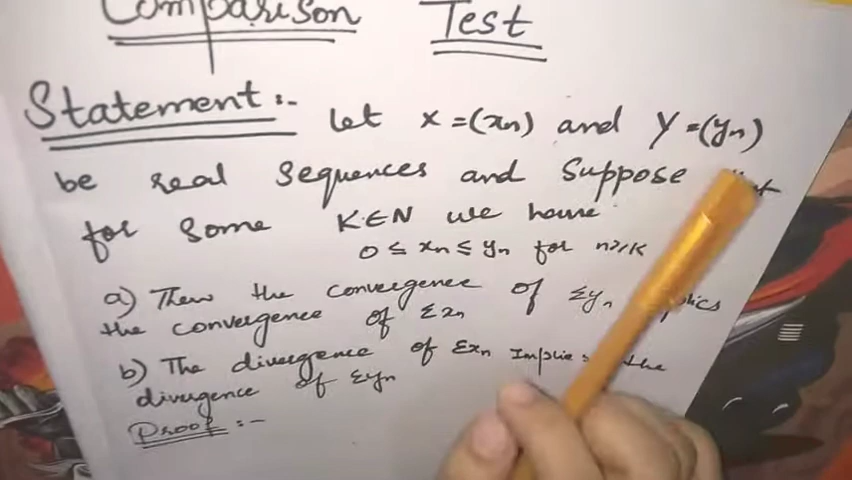 Comparison Test
Statement:- Let X=(xn) and Y=(yn)
be real sequences and Suppose
for some K∈N we have
0 ≤ xn ≤ yn for n≥K
a) Then the convergence of Σyn
the convergence of Σxn
b) The divergence of Σxn Implies the
divergence of Σyn
Proof :-